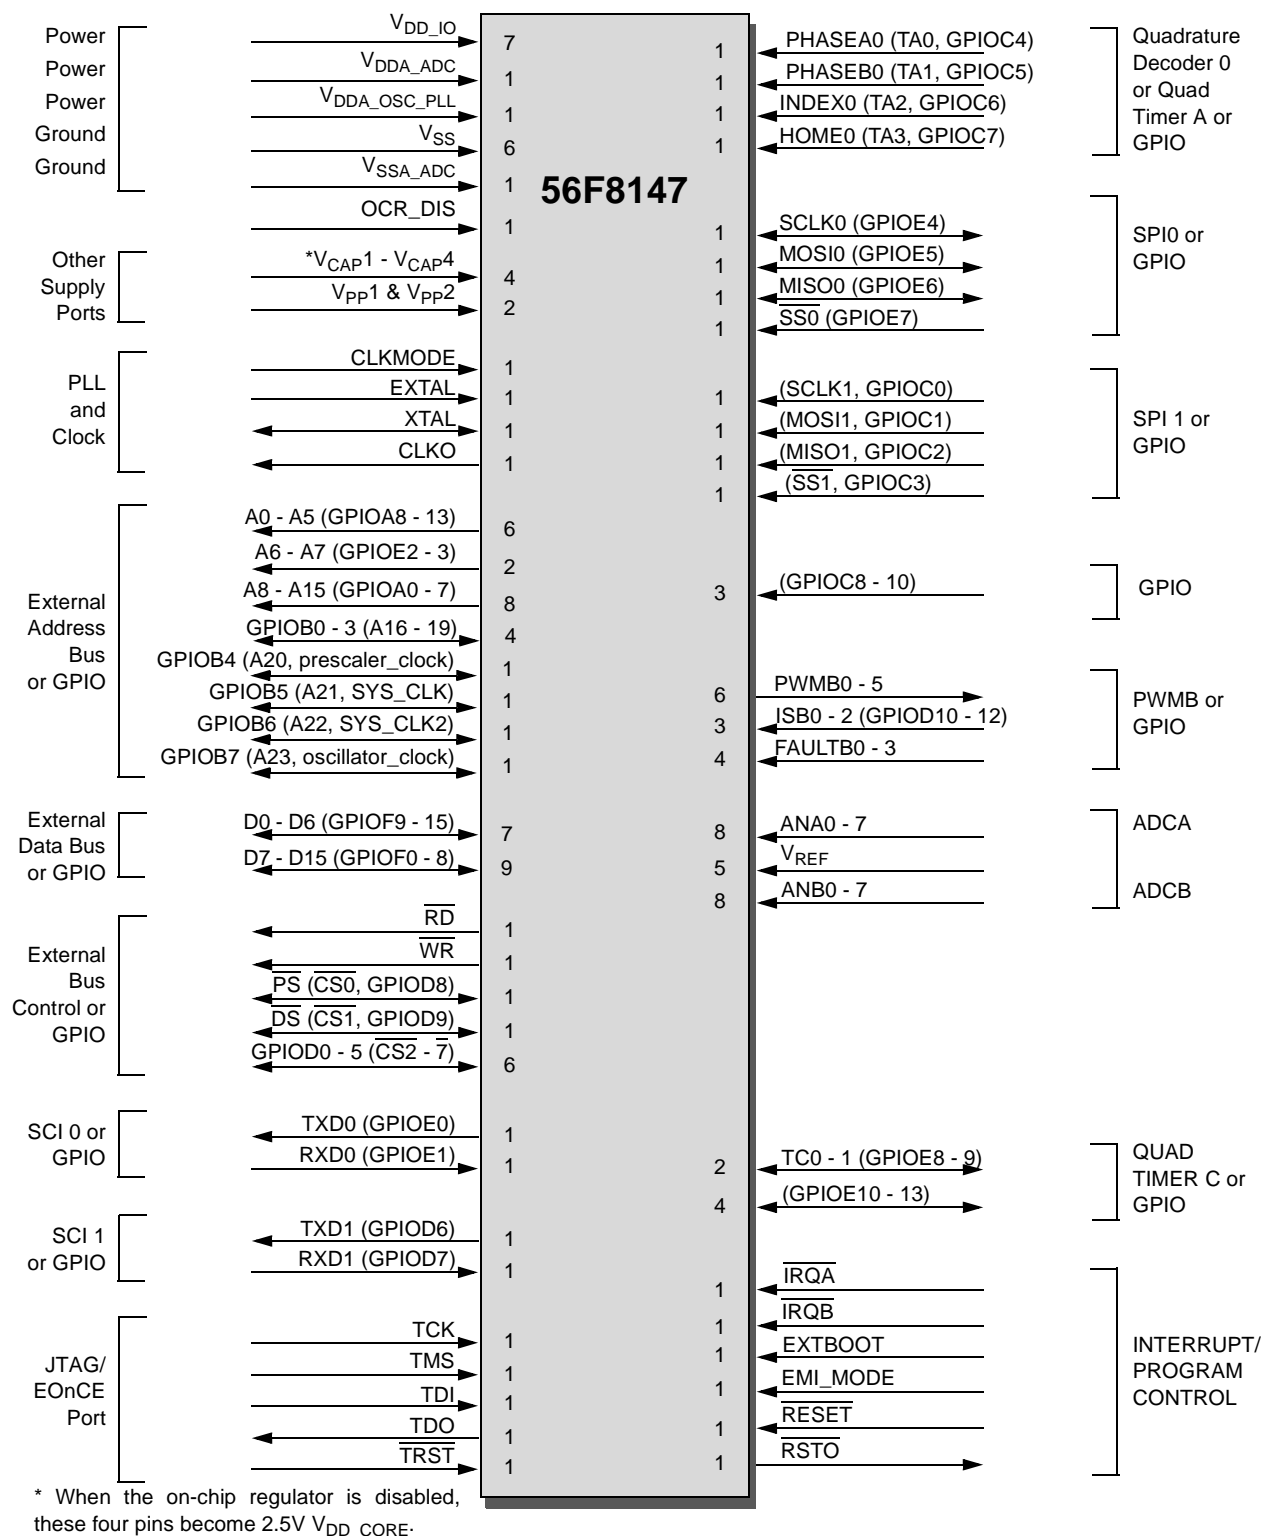 56F8147
Power
Power
Power
Ground
Ground
V_DD_IO 7
V_DDA_ADC 1
V_DDA_OSC_PLL 1
V_SS 6
V_SSA_ADC 1
OCR_DIS 1
Other
Supply
Ports
*V_CAP1 - V_CAP4 4
V_PP1 & V_PP2 2
PLL
and
Clock
CLKMODE 1
EXTAL 1
XTAL 1
CLKO 1
External
Address
Bus
or GPIO
A0 - A5 (GPIOA8 - 13) 6
A6 - A7 (GPIOE2 - 3) 2
A8 - A15 (GPIOA0 - 7) 8
GPIOB0 - 3 (A16 - 19) 4
GPIOB4 (A20, prescaler_clock) 1
GPIOB5 (A21, SYS_CLK) 1
GPIOB6 (A22, SYS_CLK2) 1
GPIOB7 (A23, oscillator_clock) 1
External
Data Bus
or GPIO
D0 - D6 (GPIOF9 - 15) 7
D7 - D15 (GPIOF0 - 8) 9
External
Bus
Control or
GPIO
RD 1
WR 1
PS (CS0, GPIOD8) 1
DS (CS1, GPIOD9) 1
GPIOD0 - 5 (CS2 - 7) 6
SCI 0 or
GPIO
TXD0 (GPIOE0) 1
RXD0 (GPIOE1) 1
SCI 1
or GPIO
TXD1 (GPIOD6) 1
RXD1 (GPIOD7) 1
JTAG/
EOnCE
Port
TCK 1
TMS 1
TDI 1
TDO 1
TRST 1
* When the on-chip regulator is disabled,
these four pins become 2.5V V_DD_CORE.
1 PHASEA0 (TA0, GPIOC4)
1 PHASEB0 (TA1, GPIOC5)
1 INDEX0 (TA2, GPIOC6)
1 HOME0 (TA3, GPIOC7)
Quadrature
Decoder 0
or Quad
Timer A or
GPIO
1 SCLK0 (GPIOE4)
1 MOSI0 (GPIOE5)
1 MISO0 (GPIOE6)
1 SS0 (GPIOE7)
SPI0 or
GPIO
1 (SCLK1, GPIOC0)
1 (MOSI1, GPIOC1)
1 (MISO1, GPIOC2)
1 (SS1, GPIOC3)
SPI 1 or
GPIO
3 (GPIOC8 - 10)
GPIO
6 PWMB0 - 5
3 ISB0 - 2 (GPIOD10 - 12)
4 FAULTB0 - 3
PWMB or
GPIO
8 ANA0 - 7
5 V_REF
8 ANB0 - 7
ADCA
ADCB
2 TC0 - 1 (GPIOE8 - 9)
4 (GPIOE10 - 13)
QUAD
TIMER C or
GPIO
1 IRQA
1 IRQB
1 EXTBOOT
1 EMI_MODE
1 RESET
1 RSTO
INTERRUPT/
PROGRAM
CONTROL